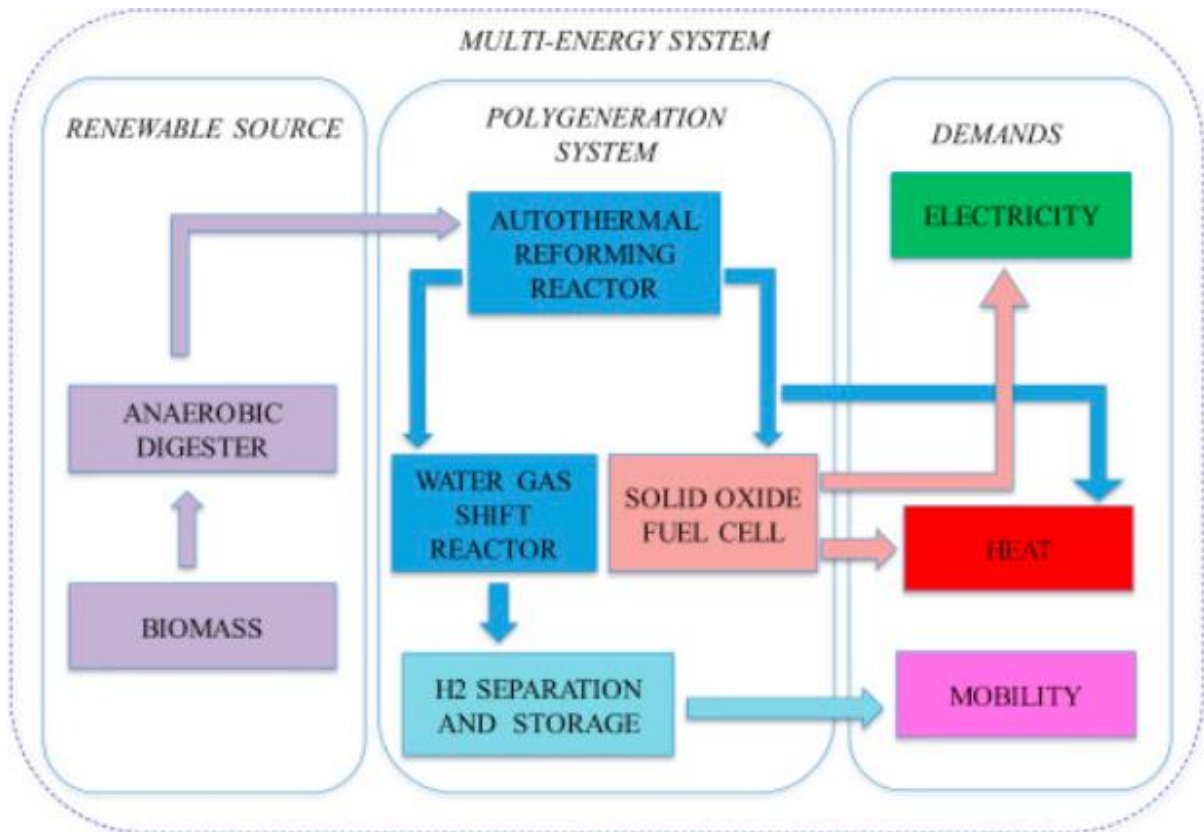 MULTI-ENERGY SYSTEM
RENEWABLE SOURCE
ANAEROBIC
DIGESTER
BIOMASS
POLYGENERATION
SYSTEM
AUTOTHERMAL
REFORMING
REACTOR
WATER GAS
SHIFT
REACTOR
SOLID OXIDE
FUEL CELL
H2 SEPARATION
AND STORAGE
DEMANDS
ELECTRICITY
HEAT
MOBILITY